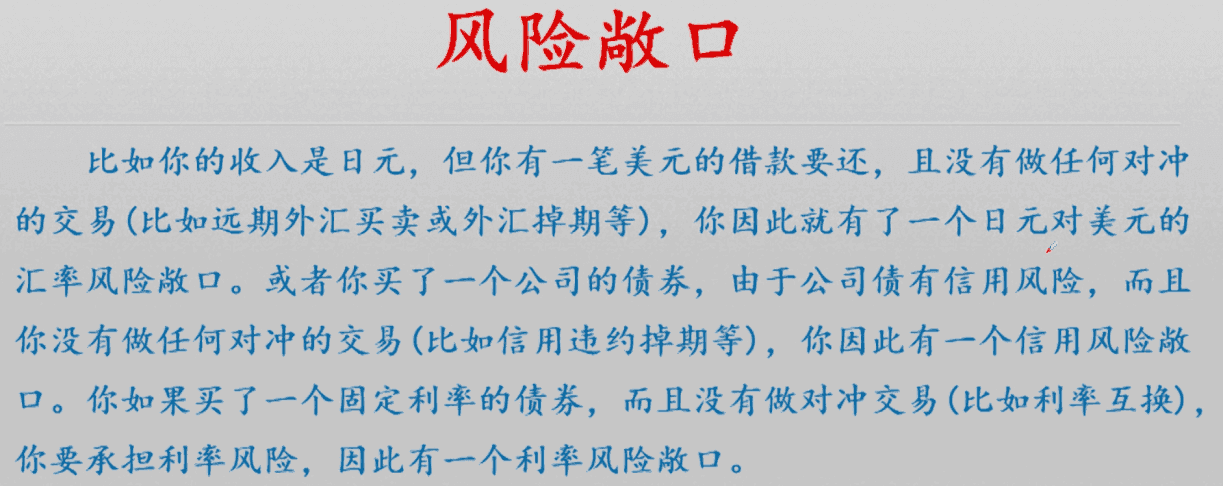 风险敞口
比如你的收入是日元，但你有一笔美元的借款要还，且没有做任何对冲
的交易(比如远期外汇买卖或外汇掉期等)，你因此就有了一个日元对美元的
汇率风险敞口。或者你买了一个公司的债券，由于公司债有信用风险，而且
你没有做任何对冲的交易(比如信用违约掉期等)，你因此有一个信用风险敞
口。你如果买了一个固定利率的债券，而且没有做对冲交易(比如利率互换)，
你要承担利率风险，因此有一个利率风险敞口。